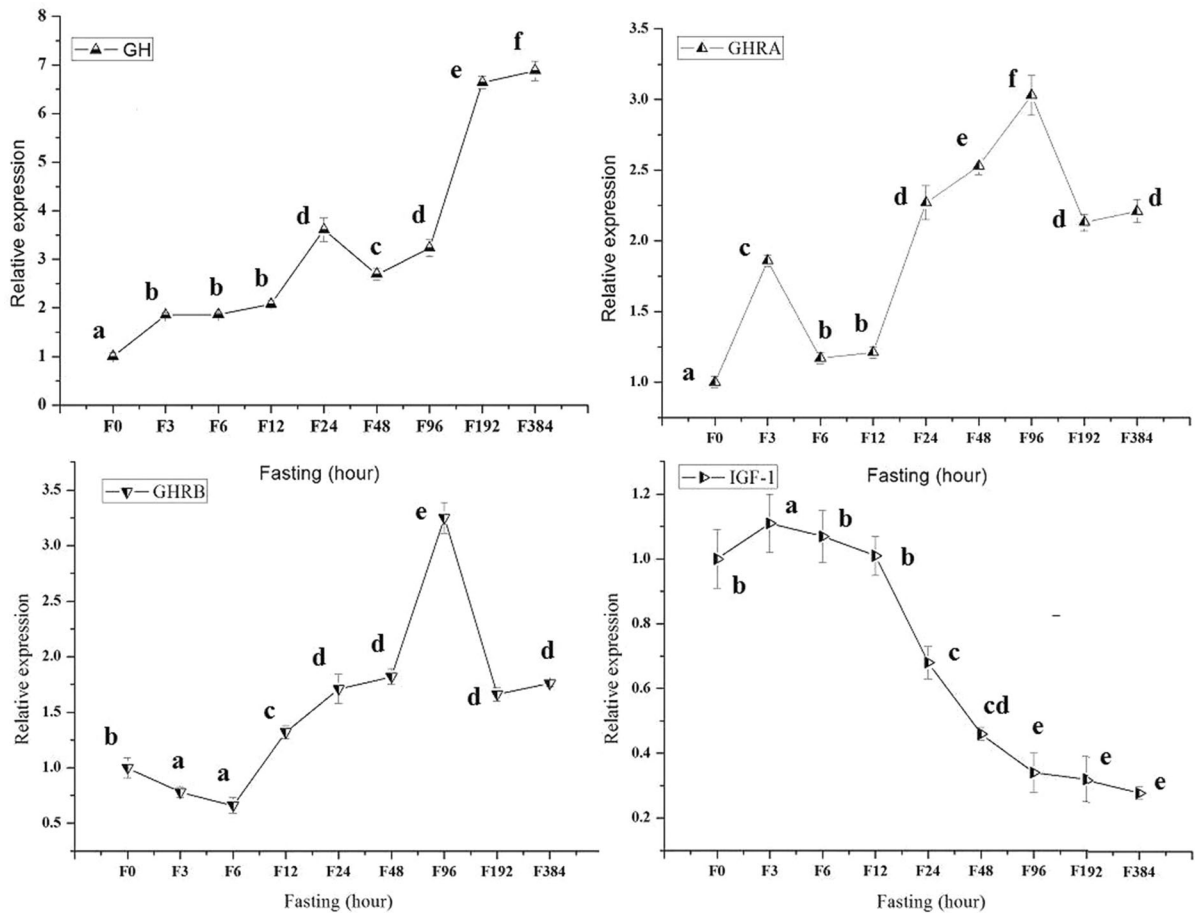 GH
8
7
6
5
4
3
2
1
0
Relative expression
a
b
b
b
d
c
d
e
f
F0 F3 F6 F12 F24 F48 F96 F192 F384
Fasting (hour)
GHRA
3.5
3.0
2.5
2.0
1.5
1.0
Relative expression
a
c
b
b
d
e
f
d
d
F0 F3 F6 F12 F24 F48 F96 F192 F384
Fasting (hour)
GHRB
3.5
3.0
2.5
2.0
1.5
1.0
0.5
Relative expression
b
a
a
c
d
d
e
d
d
F0 F3 F6 F12 F24 F48 F96 F192 F384
Fasting (hour)
IGF-1
1.2
1.0
0.8
0.6
0.4
0.2
Relative expression
b
a
b
b
c
cd
e
e
e
F0 F3 F6 F12 F24 F48 F96 F192 F384
Fasting (hour)